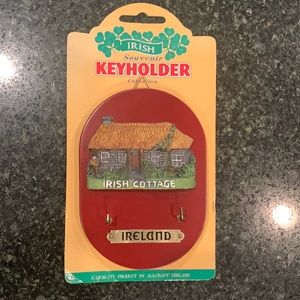 IRISH
Souvenir
KEYHOLDER
Collection
IRISH COTTAGE
IRELAND
A QUALITY PRODUCT BY ALLCRAFT IRELAND